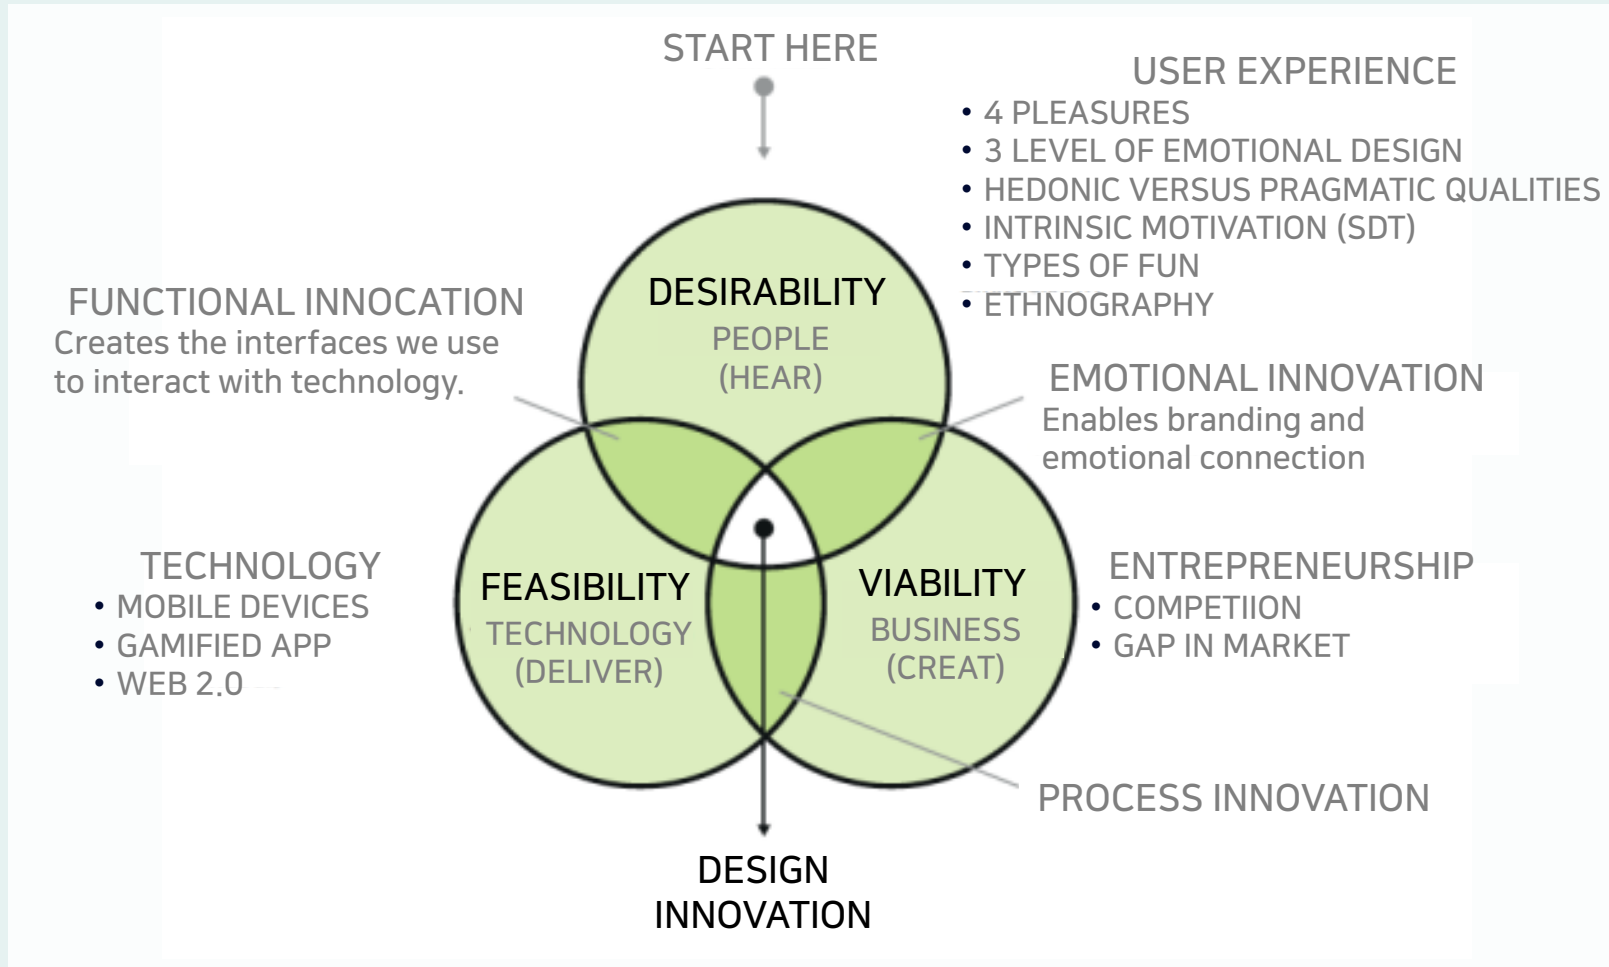 START HERE
USER EXPERIENCE
• 4 PLEASURES
• 3 LEVEL OF EMOTIONAL DESIGN
• HEDONIC VERSUS PRAGMATIC QUALITIES
• INTRINSIC MOTIVATION (SDT)
• TYPES OF FUN
• ETHNOGRAPHY
DESIRABILITY
PEOPLE
(HEAR)
FUNCTIONAL INNOCATION
Creates the interfaces we use
to interact with technology.
EMOTIONAL INNOVATION
Enables branding and
emotional connection
TECHNOLOGY
• MOBILE DEVICES
• GAMIFIED APP
• WEB 2.0
FEASIBILITY
TECHNOLOGY
(DELIVER)
VIABILITY
BUSINESS
(CREAT)
ENTREPRENEURSHIP
• COMPETIION
• GAP IN MARKET
PROCESS INNOVATION
DESIGN
INNOVATION